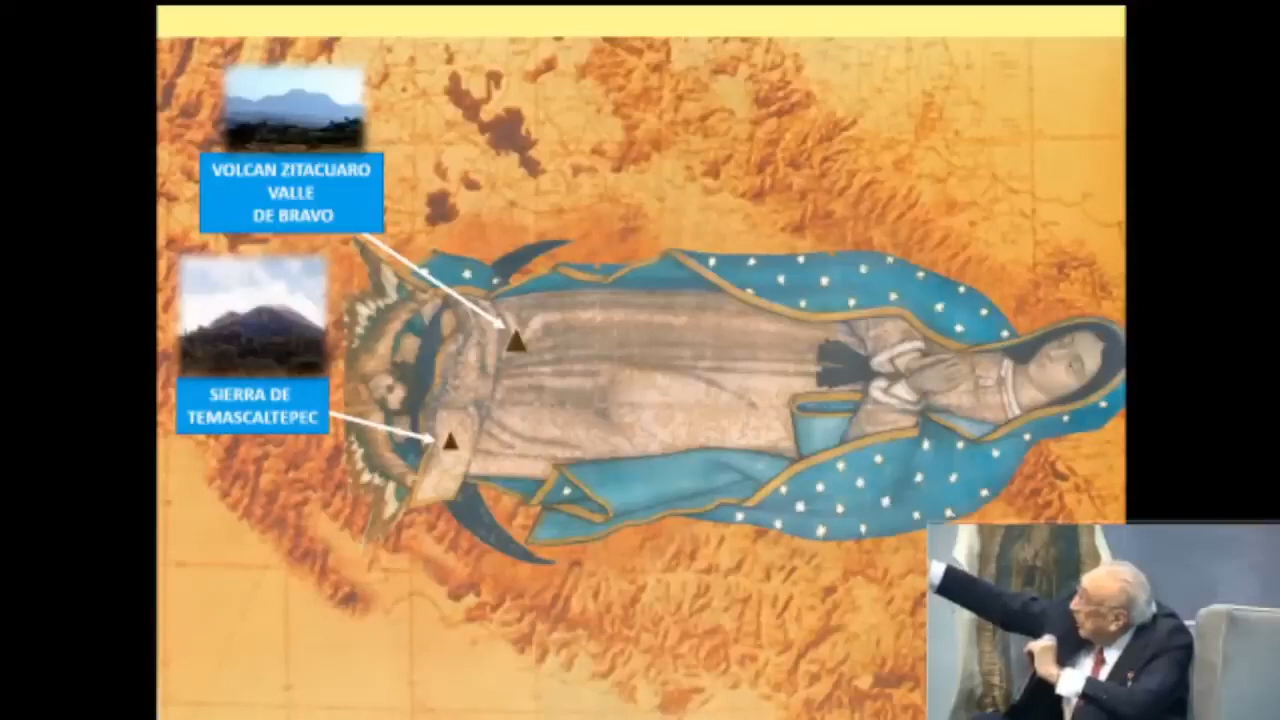 VOLCAN ZITACUARO
VALLE
DE BRAVO
SIERRA DE
TEMASCALTEPEC